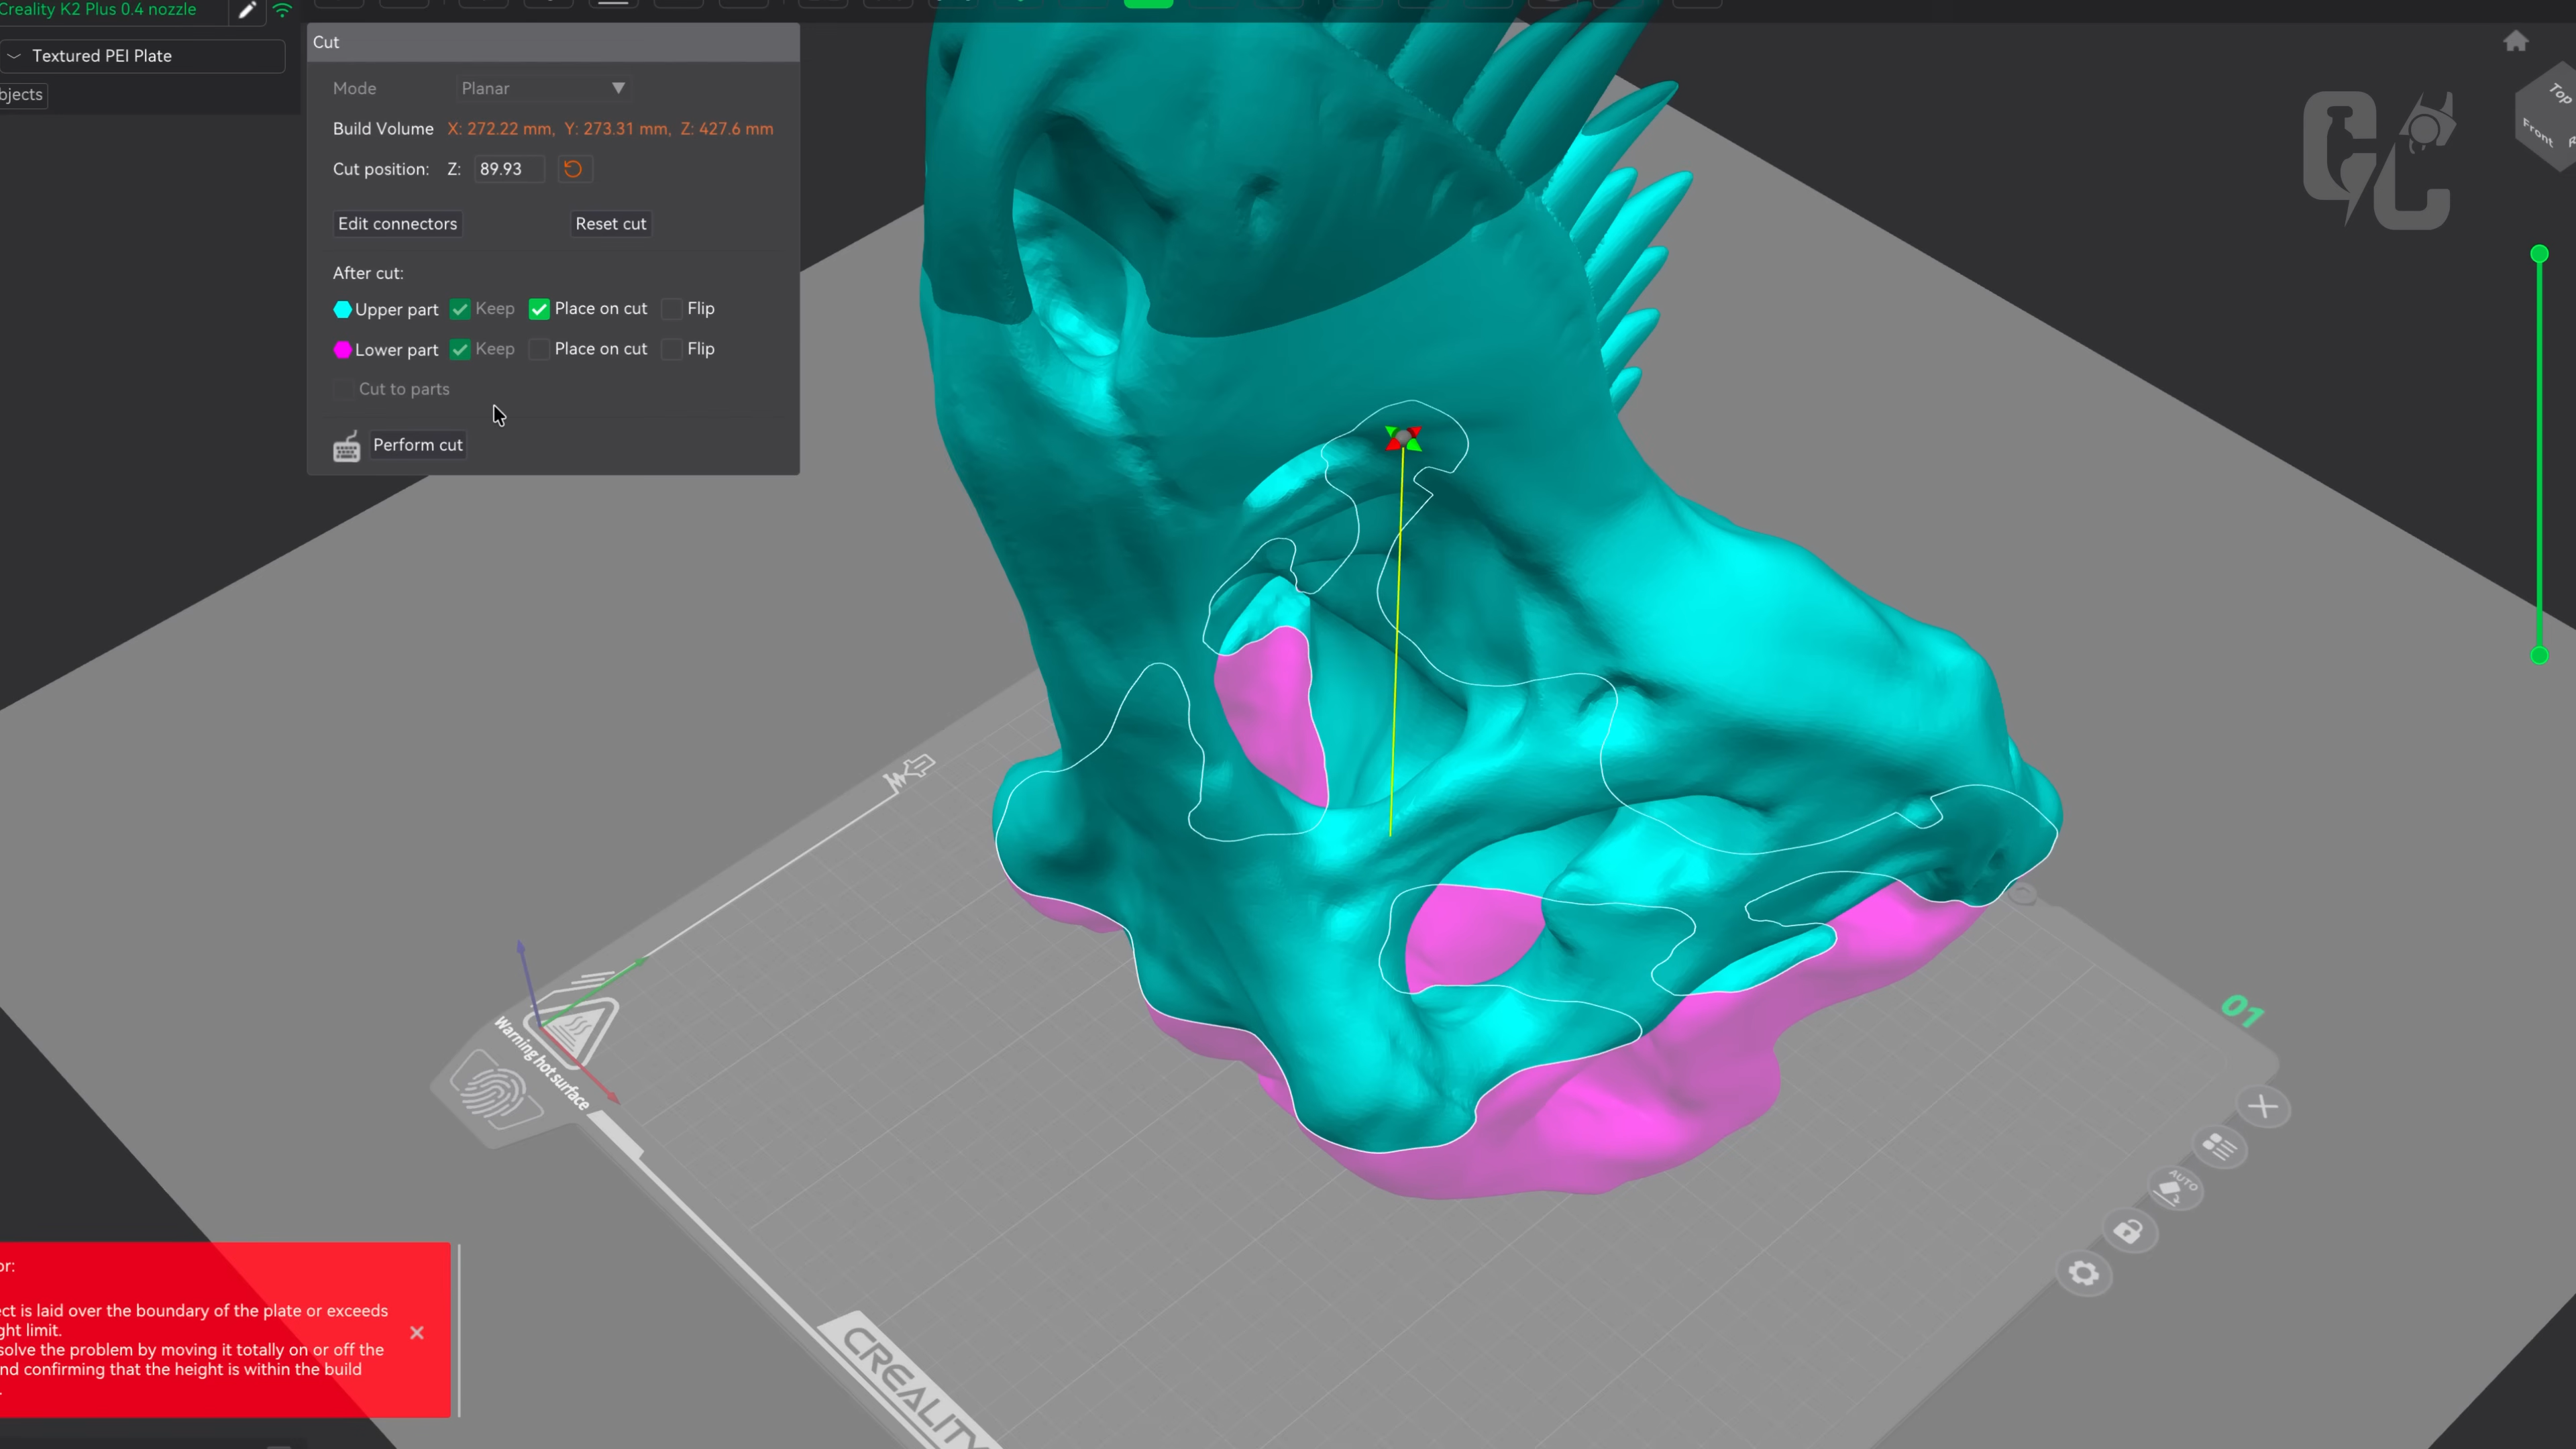 Creality K2 Plus 0.4 nozzle
Textured PEI Plate
bjects
Cut
Mode Planar
Build Volume X: 272.22 mm, Y: 273.31 mm, Z: 427.6 mm
Cut position: Z: 89.93
Edit connectors Reset cut
After cut:
Upper part Keep Place on cut Flip
Lower part Keep Place on cut Flip
Cut to parts
Perform cut
Top
Front
CC
Warning hot surface
01
AUTO
CREALITY
or:
ect is laid over the boundary of the plate or exceeds
ght limit.
solve the problem by moving it totally on or off the
nd confirming that the height is within the build
.